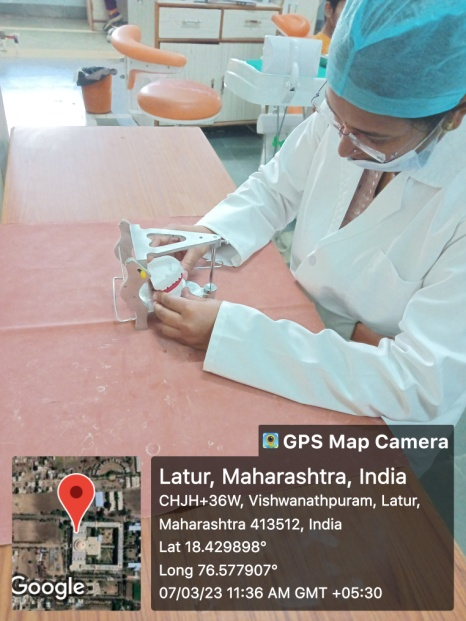 GPS Map Camera
Latur, Maharashtra, India
CHJH+36W, Vishwanathpuram, Latur,
Maharashtra 413512, India
Lat 18.429898°
Long 76.577907°
07/03/23 11:36 AM GMT +05:30
Google